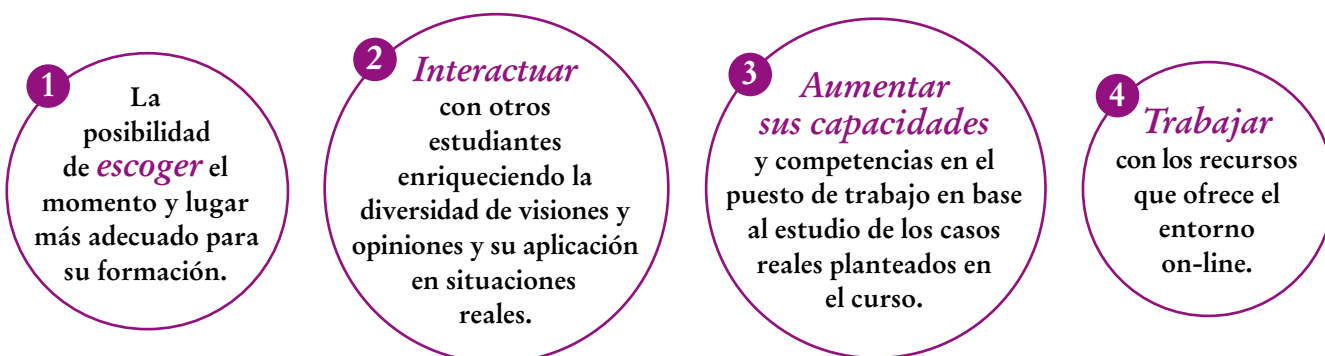 1
La
posibilidad
de escoger el
momento y lugar
más adecuado para
su formación.
2
Interactuar
con otros
estudiantes
enriqueciendo la
diversidad de visiones y
opiniones y su aplicación
en situaciones
reales.
3
Aumentar
sus capacidades
y competencias en el
puesto de trabajo en base
al estudio de los casos
reales planteados en
el curso.
4
Trabajar
con los recursos
que ofrece el
entorno
on-line.